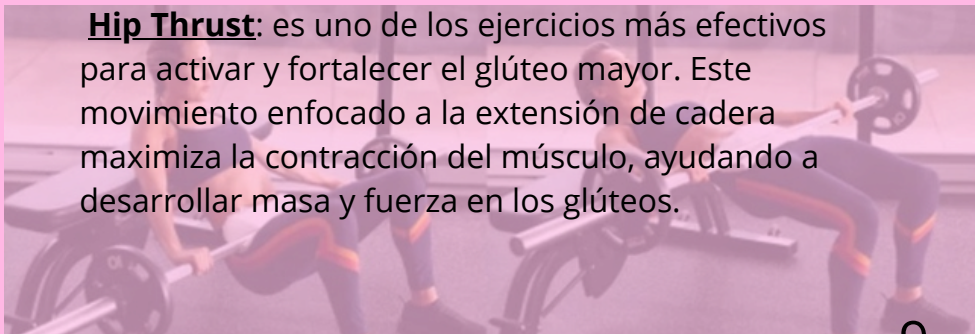 Hip Thrust: es uno de los ejercicios más efectivos
para activar y fortalecer el glúteo mayor. Este
movimiento enfocado a la extensión de cadera
maximiza la contracción del músculo, ayudando a
desarrollar masa y fuerza en los glúteos.